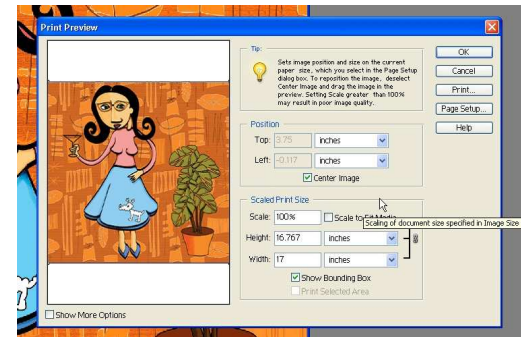 Print Preview
Tip:
Sets image position and size on the current
paper size, which you select in the Page Setup
dialog box. To reposition the image, deselect
Center Image and drag the image in the
preview. Setting Scale greater than 100%
may result in poor image quality.
OK
Cancel
Print...
Page Setup...
Help
Position
Top: 3.75 inches
Left: -0.117 inches
Center Image
Scaled Print Size
Scale: 100% Scale to Fit Media
Scaling of document size specified in Image Size
Height: 16.767 inches
Width: 17 inches
Show Bounding Box
Print Selected Area
Show More Options